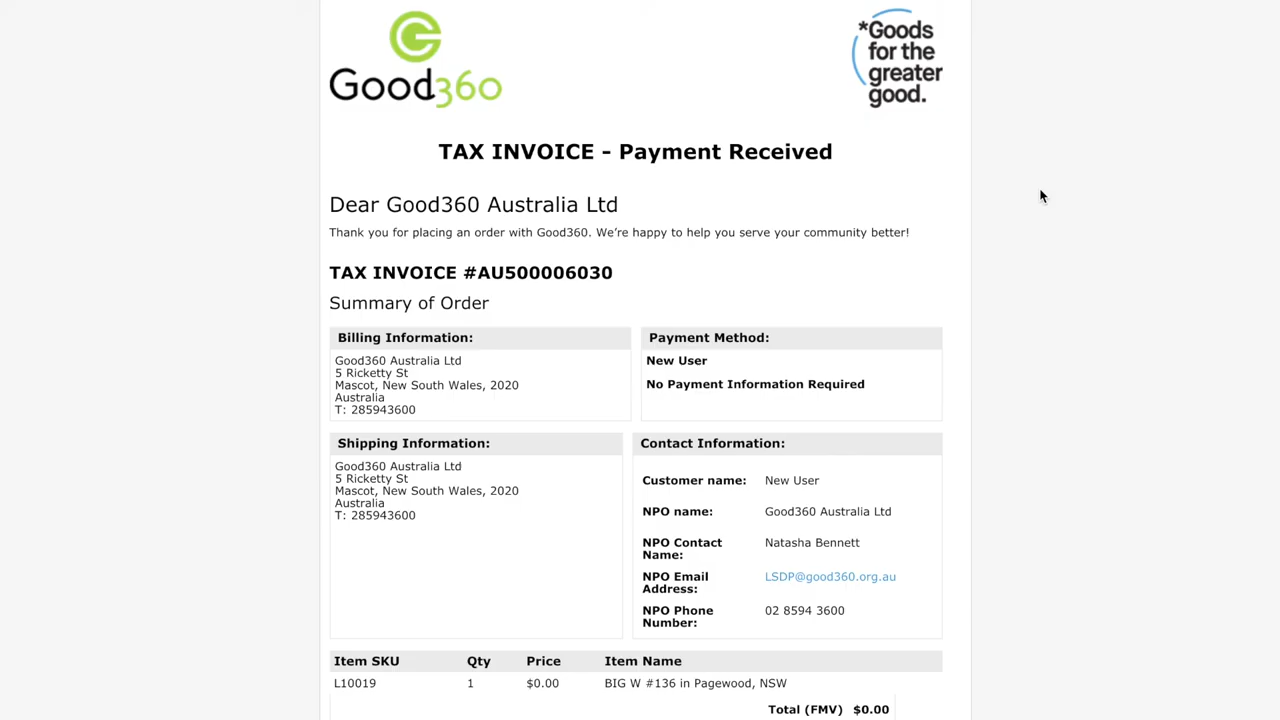 Good360
*Goods
for the
greater
good.
TAX INVOICE - Payment Received
Dear Good360 Australia Ltd
Thank you for placing an order with Good360. We’re happy to help you serve your community better!
TAX INVOICE #AU500006030
Summary of Order
Billing Information:
Good360 Australia Ltd
5 Ricketty St
Mascot, New South Wales, 2020
Australia
T: 285943600
Payment Method:
New User
No Payment Information Required
Shipping Information:
Good360 Australia Ltd
5 Ricketty St
Mascot, New South Wales, 2020
Australia
T: 285943600
Contact Information:
Customer name: New User
NPO name: Good360 Australia Ltd
NPO Contact Natasha Bennett
Name:
NPO Email LSDP@good360.org.au
Address:
NPO Phone 02 8594 3600
Number:
Item SKU Qty Price Item Name
L10019 1 $0.00 BIG W #136 in Pagewood, NSW
Total (FMV) $0.00